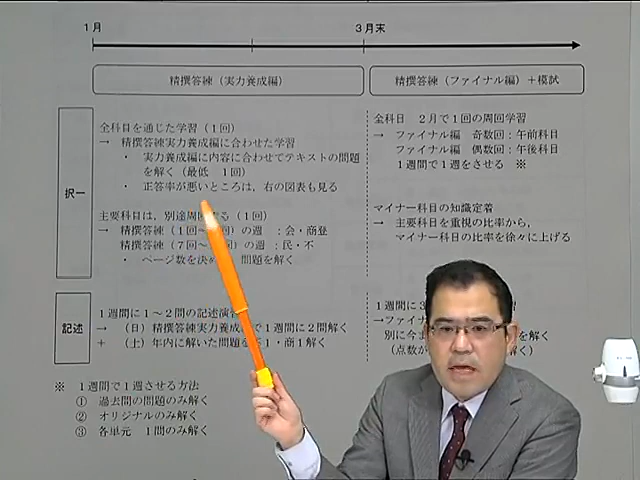 1月
3月末
精撰答練（実力養成編）
精撰答練（ファイナル編）＋模試
択一
全科目を通じた学習（1回）
→ 精撰答練実力養成編に合わせた学習
・ 実力養成編に内容に合わせてテキストの問題
を解く（最低 1回）
・ 正答率が悪いところは、右の図表も見る
主要科目は、別途周 る（1回）
→ 精撰答練（1回～ 回）の週 ：会・商登
精撰答練（7回～ ）の週 ：民・不
・ ページ数を決め 問題を解く
全科目 2月で1回の周回学習
→ ファイナル編 奇数回：午前科目
ファイナル編 偶数回：午後科目
1週間で1週をさせる ※
マイナー科目の知識定着
→ 主要科目を重視の比率から、
マイナー科目の比率を徐々に上げる
記述
1週間に1～2問の記述演
→ （日）精撰答練実力養成 で1週間に2問解く
＋ （土）年内に解いた問題を 1・商1解く
1週間に3
→ファイナ
別に今ま を解く
（点数が く）
※ 1週間で1週させる方法
① 過去問の問題のみ解く
② オリジナルのみ解く
③ 各単元 1問のみ解く